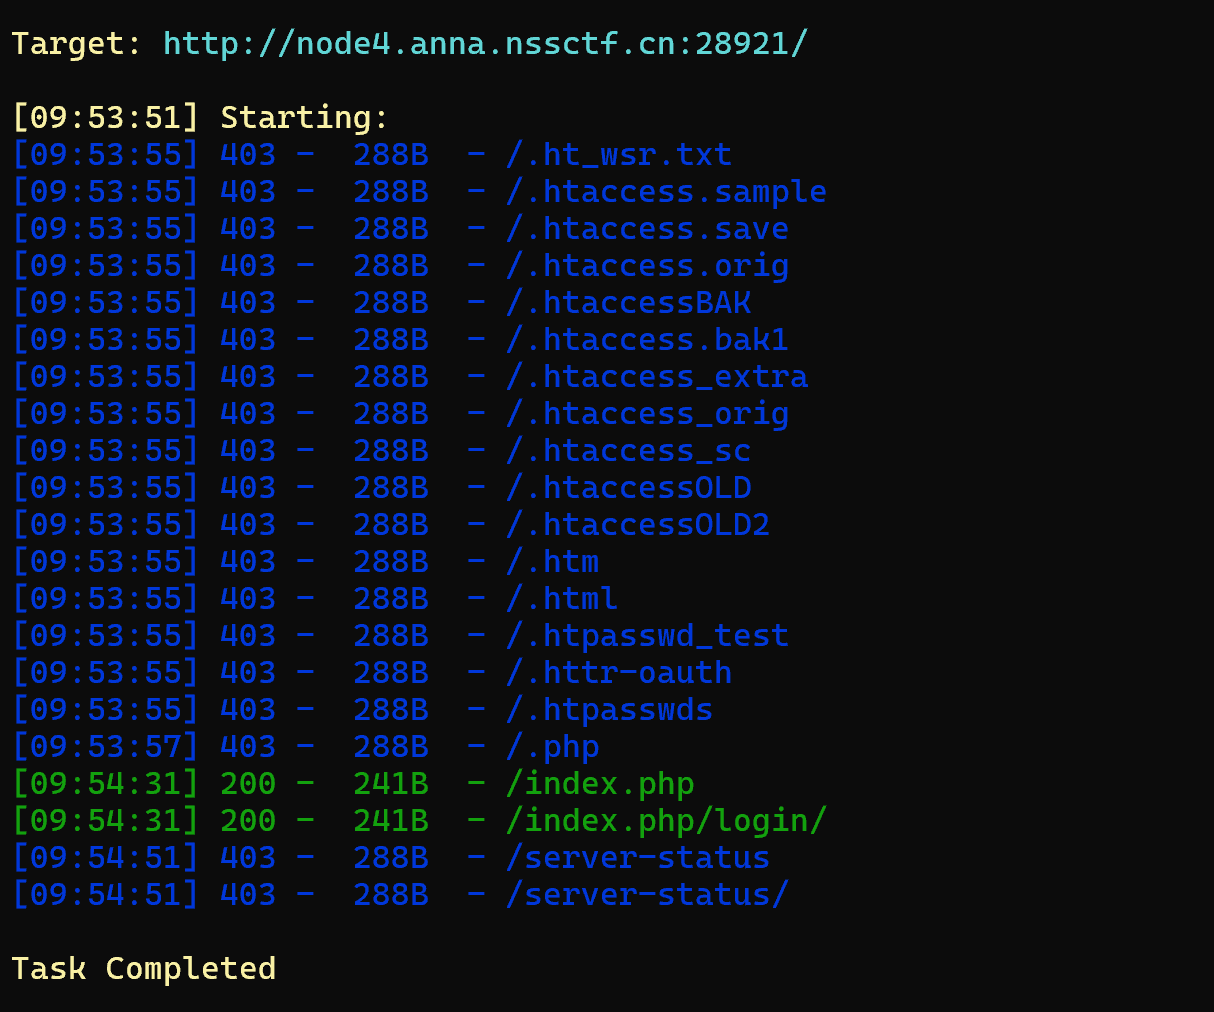 Target: http://node4.anna.nssctf.cn:28921/
[09:53:51] Starting:
[09:53:55] 403 -  288B  - /.ht_wsr.txt
[09:53:55] 403 -  288B  - /.htaccess.sample
[09:53:55] 403 -  288B  - /.htaccess.save
[09:53:55] 403 -  288B  - /.htaccess.orig
[09:53:55] 403 -  288B  - /.htaccessBAK
[09:53:55] 403 -  288B  - /.htaccess.bak1
[09:53:55] 403 -  288B  - /.htaccess_extra
[09:53:55] 403 -  288B  - /.htaccess_orig
[09:53:55] 403 -  288B  - /.htaccess_sc
[09:53:55] 403 -  288B  - /.htaccessOLD
[09:53:55] 403 -  288B  - /.htaccessOLD2
[09:53:55] 403 -  288B  - /.htm
[09:53:55] 403 -  288B  - /.html
[09:53:55] 403 -  288B  - /.htpasswd_test
[09:53:55] 403 -  288B  - /.httr-oauth
[09:53:55] 403 -  288B  - /.htpasswds
[09:53:57] 403 -  288B  - /.php
[09:54:31] 200 -  241B  - /index.php
[09:54:31] 200 -  241B  - /index.php/login/
[09:54:51] 403 -  288B  - /server-status
[09:54:51] 403 -  288B  - /server-status/
Task Completed